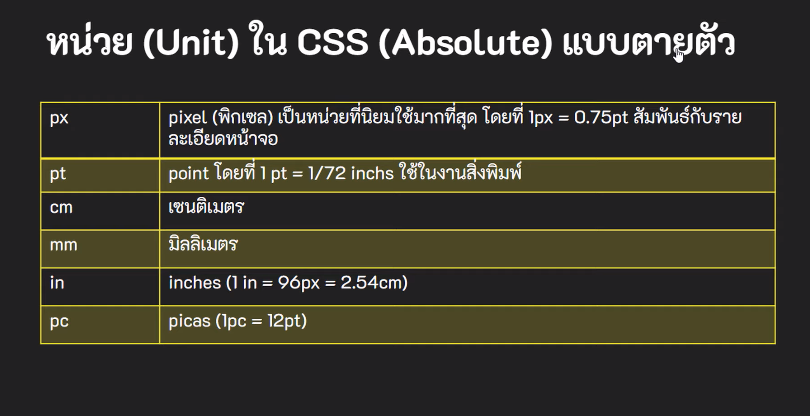 หน่วย (Unit) ใน CSS (Absolute) แบบตายตัว
px
pixel (พิกเซล) เป็นหน่วยที่นิยมใช้มากที่สุด โดยที่ 1px = 0.75pt สัมพันธ์กับราย
ละเอียดหน้าจอ
pt
point โดยที่ 1 pt = 1/72 inchs ใช้ในงานสิ่งพิมพ์
cm
เซนติเมตร
mm
มิลลิเมตร
in
inches (1 in = 96px = 2.54cm)
pc
picas (1pc = 12pt)